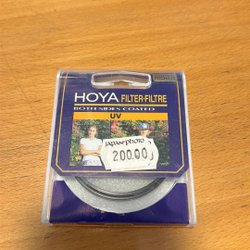 HOYA FILTER-FILTRE
BOTH SIDES COATED
UV
Japan Photo
200.00